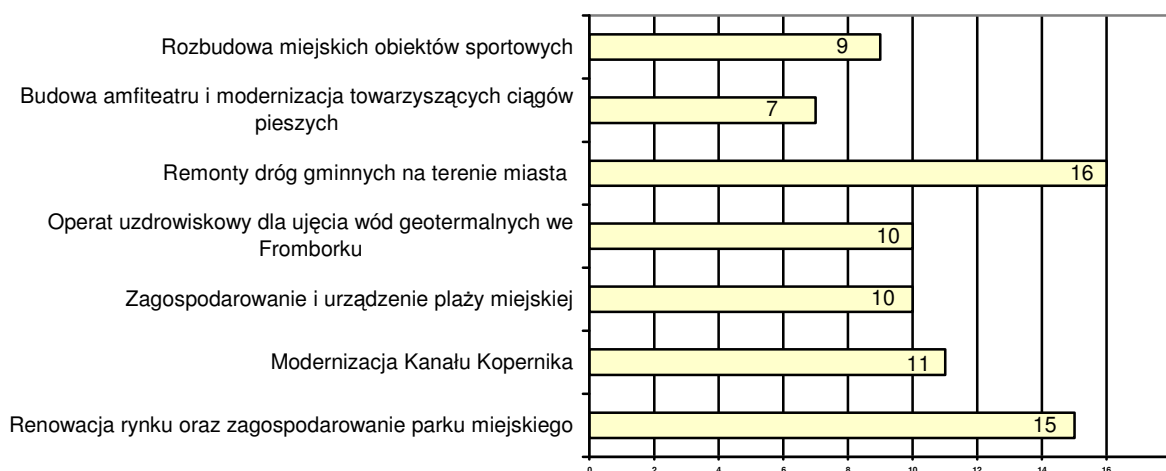 Rozbudowa miejskich obiektów sportowych
9
Budowa amfiteatru i modernizacja towarzyszących ciągów
pieszych
7
Remonty dróg gminnych na terenie miasta
16
Operat uzdrowiskowy dla ujęcia wód geotermalnych we
Fromborku
10
Zagospodarowanie i urządzenie plaży miejskiej
10
Modernizacja Kanału Kopernika
11
Renowacja rynku oraz zagospodarowanie parku miejskiego
15
0 2 4 6 8 10 12 14 16